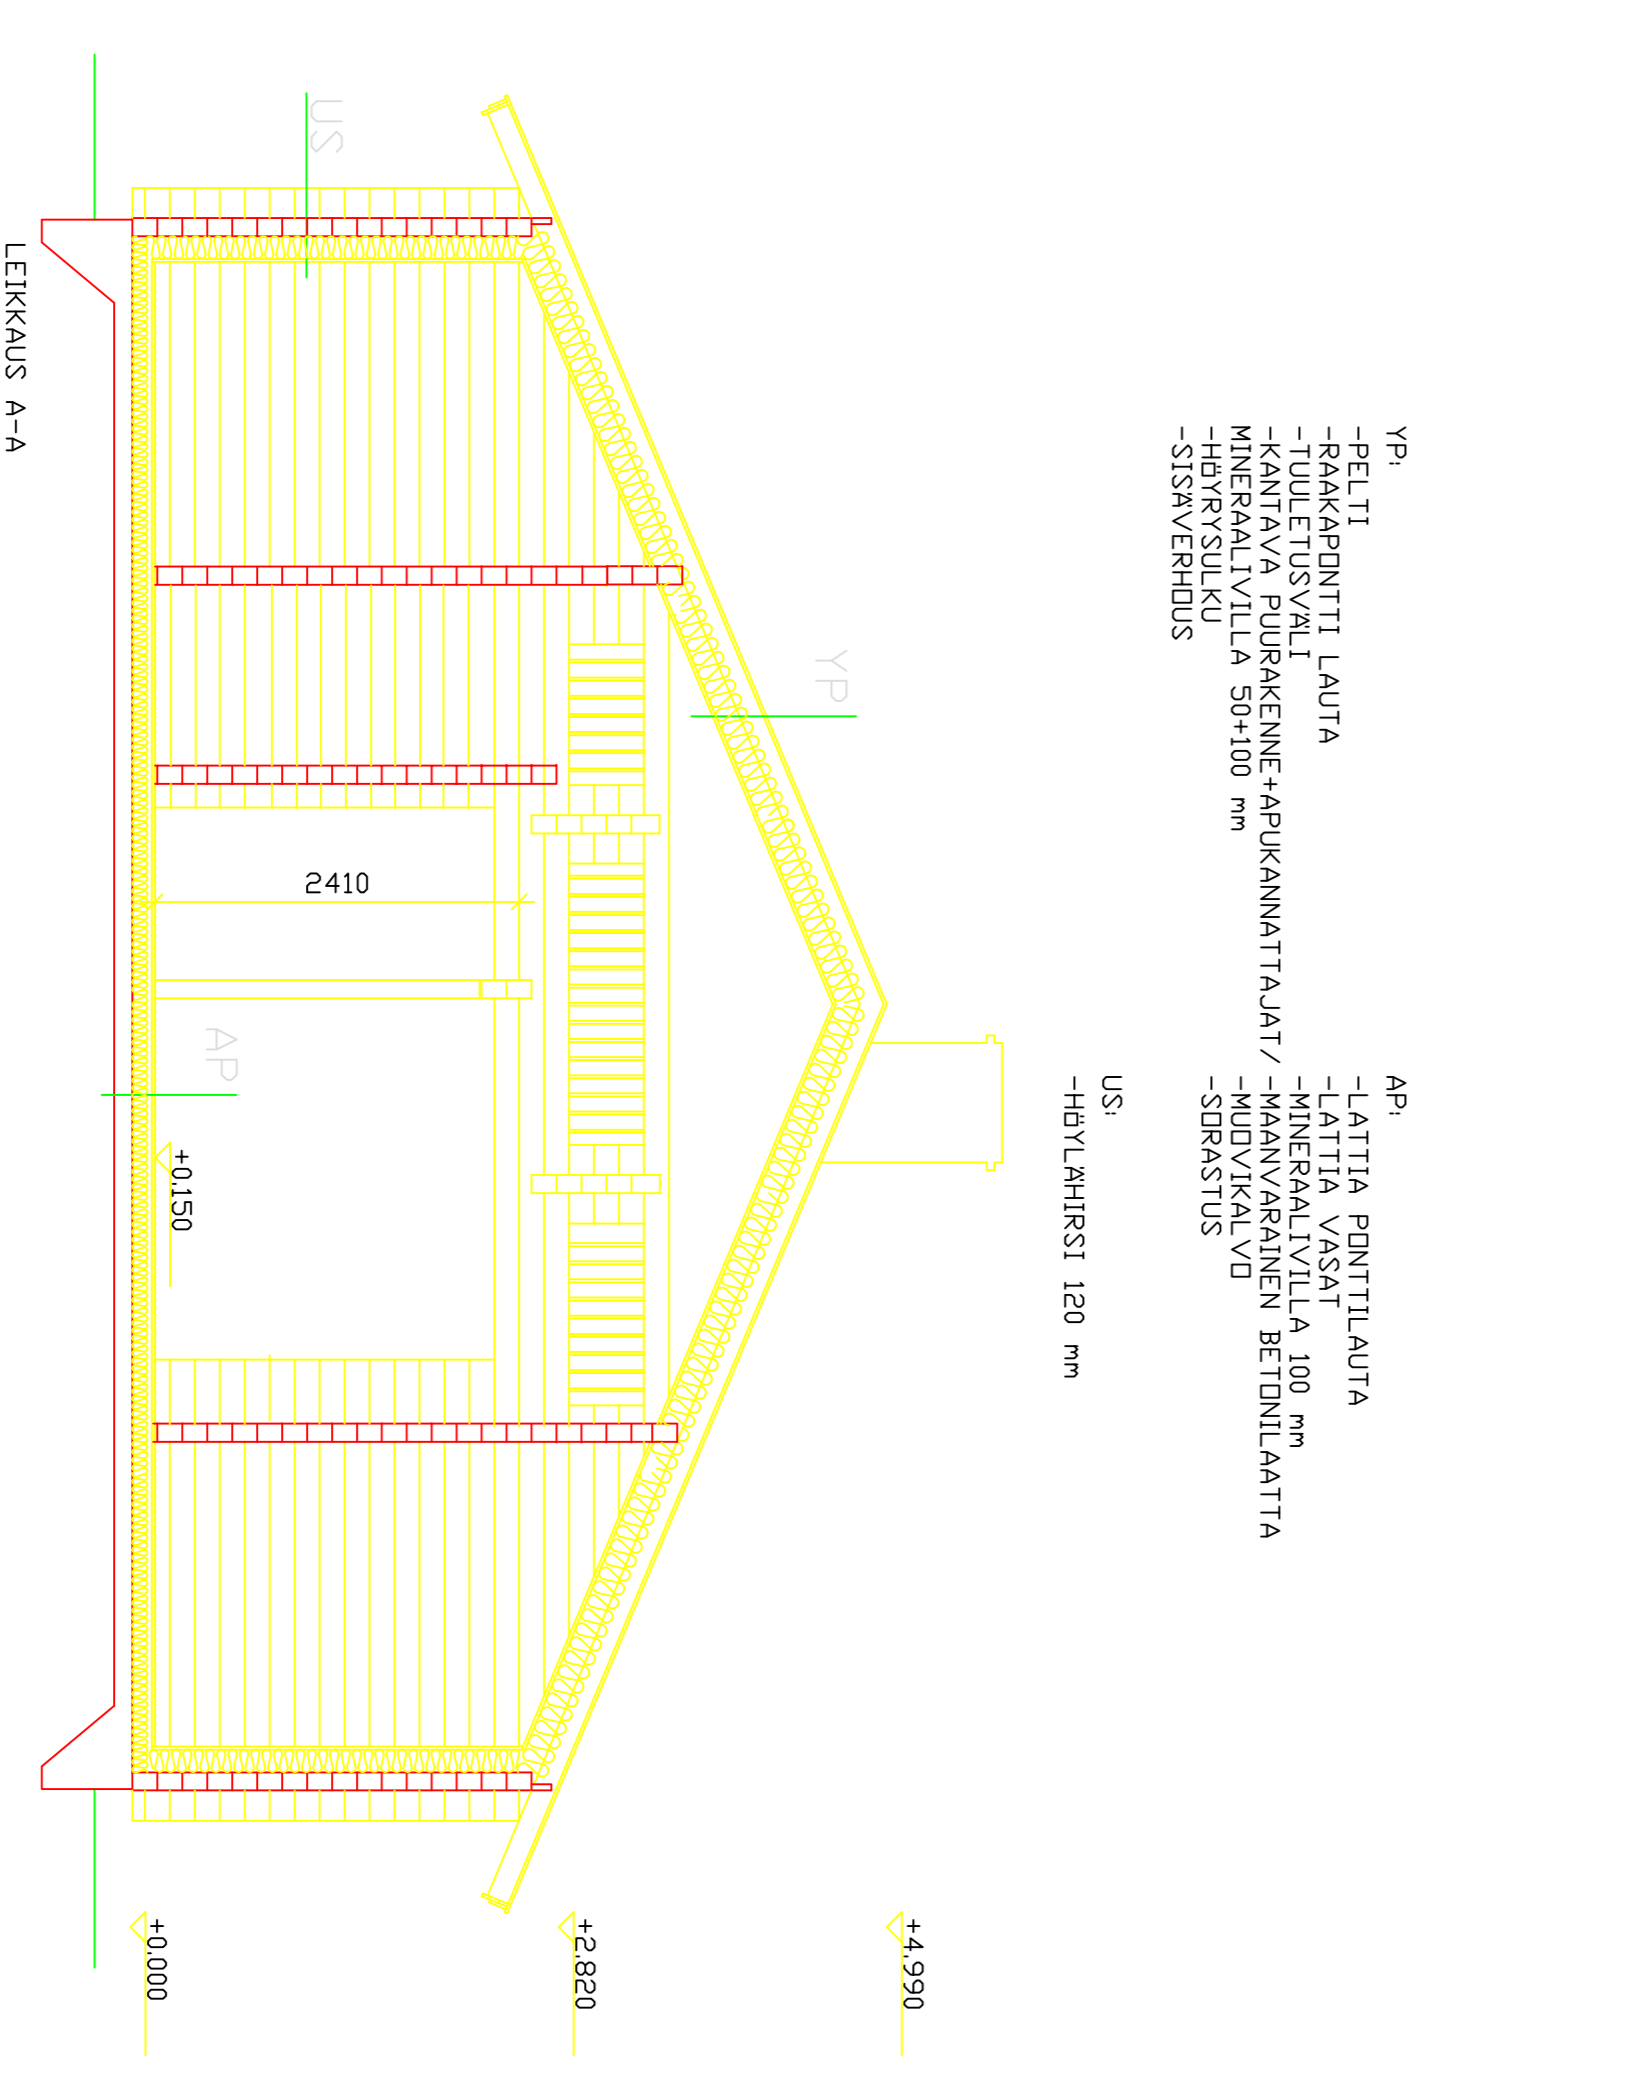 YP:
-PELTI
-RAAKAPONTTI LAUTA
-TUULETUSVÄLI
-KANTAVA PUURAKENNE+APUKANNATTAJAT/
MINERAALIVILLA 50+100 mm
-HÖYRYSULKU
-SISÄVERHOUS
AP:
-LATTIA PONTTILAUTA
-LATTIA VASAT
-MINERAALIVILLA 100 mm
-MAANVARAINEN BETONILAATTA
-MUOVIKALVO
-SORASTUS
US:
-HÖYLÄHIRSI 120 mm
+4.990
YP
+2.820
US
2410
AP
+0.150
+0.000
LEIKKAUS A-A